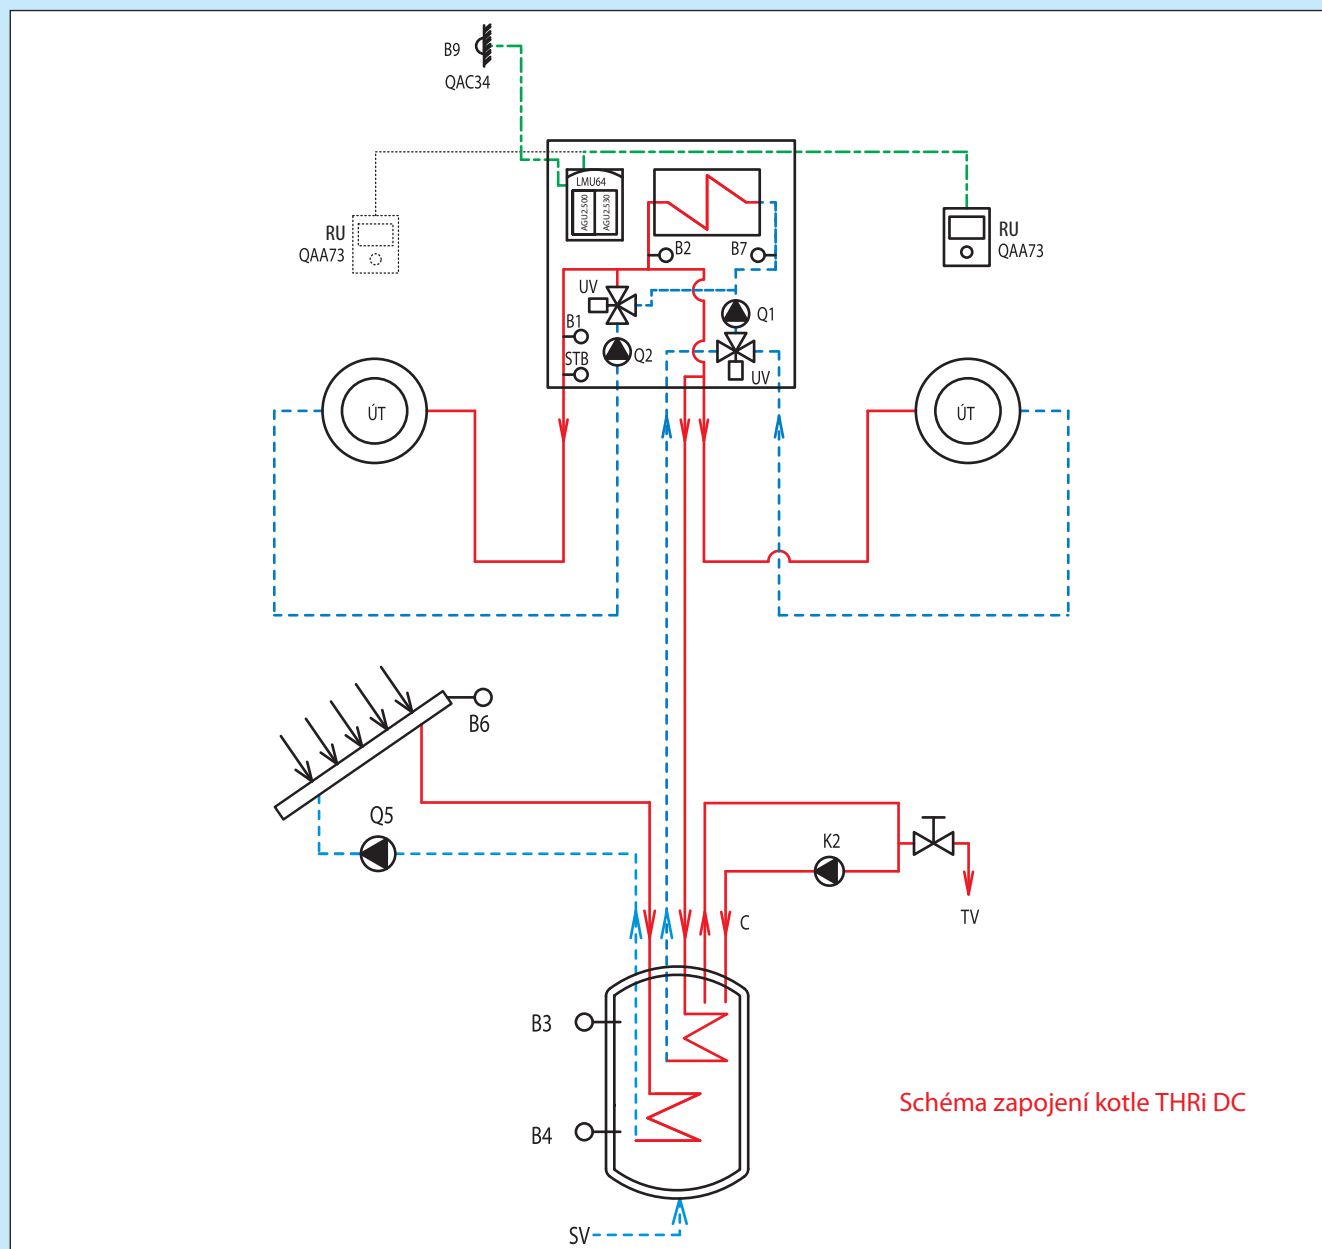 B9
QAC34
LMU64
AGU2.500
AGU2.530
RU
QAA73
RU
QAA73
B2
B7
UV
B1
Q1
STB
Q2
UV
ÚT
ÚT
B6
Q5
K2
C
TV
B3
B4
Schéma zapojení kotle THRi DC
SV